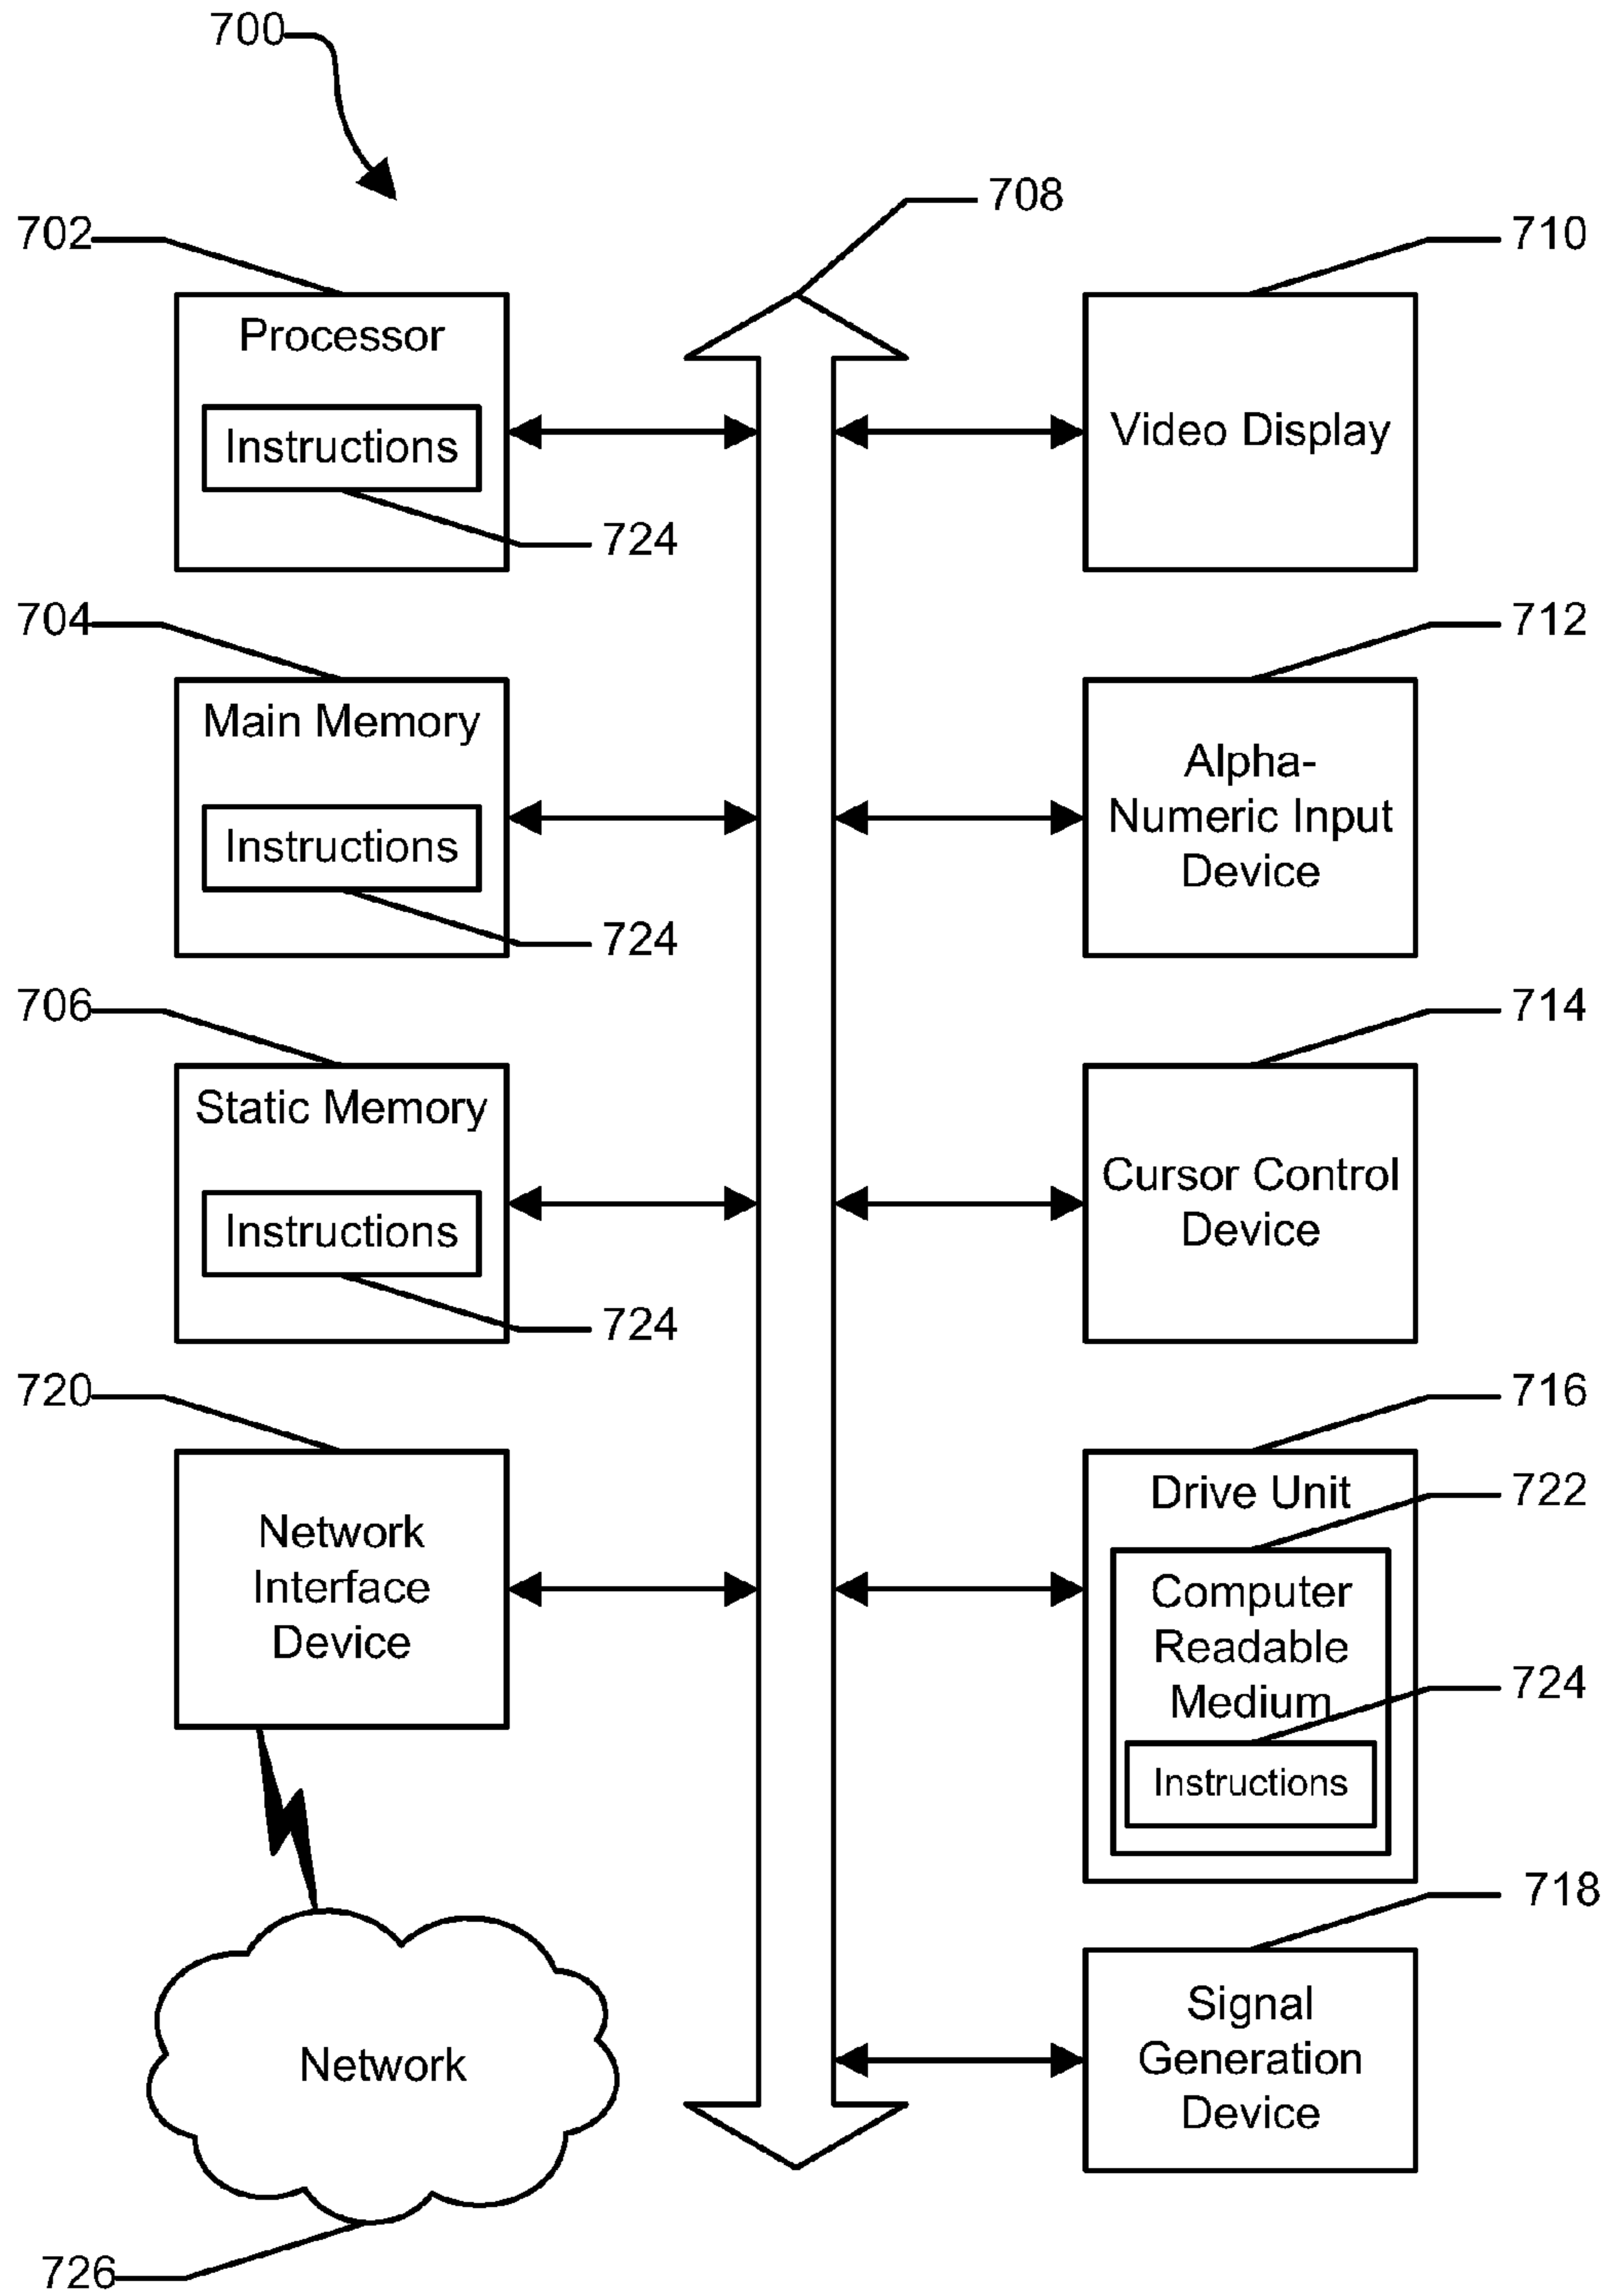 700
708
702
710
Processor
Instructions
Video Display
724
704
712
Main Memory
Alpha-
Numeric Input
Device
Instructions
724
706
714
Static Memory
Cursor Control
Device
Instructions
724
720
716
Network
Interface
Device
Drive Unit
722
Computer
Readable
Medium
724
Instructions
718
Signal
Generation
Device
Network
726